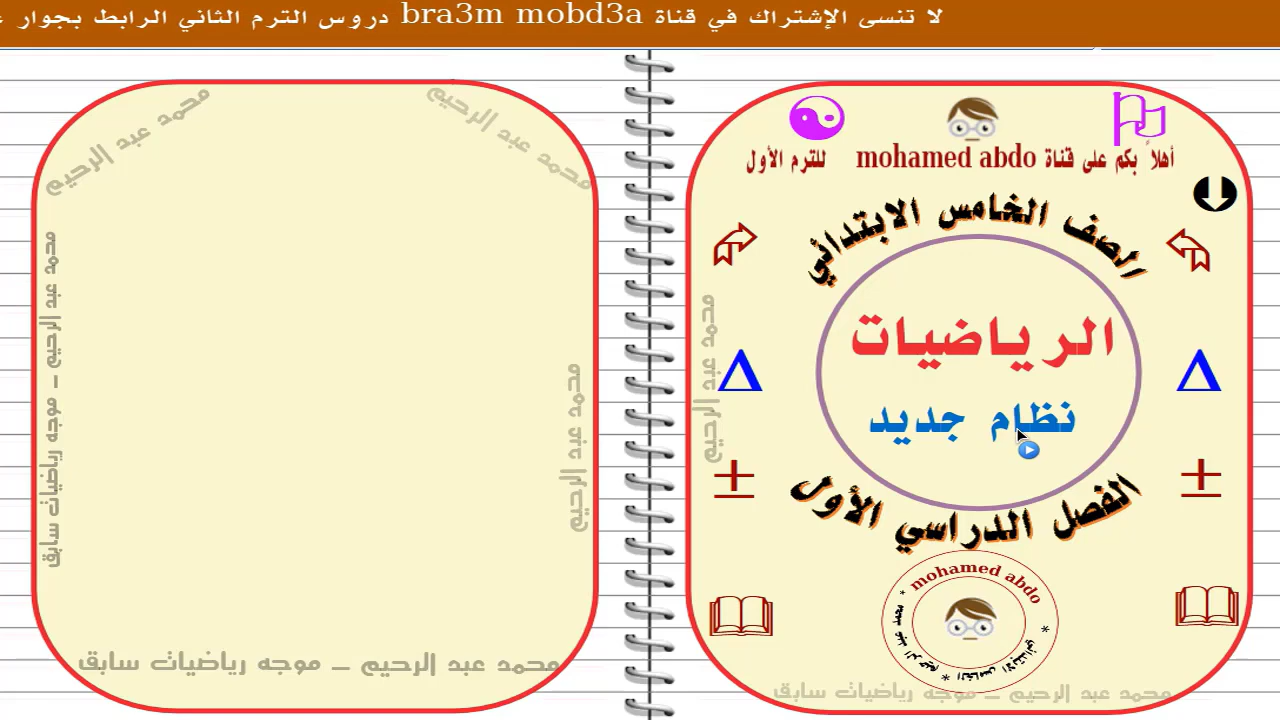 لا تنسى الإشتراك في قناة bra3m mobd3a دروس الترم الثاني الرابط بجوار
أهلاً بكم على قناة mohamed abdo للترم الأول
الصف الخامس الابتدائي
الرياضيات
نظام جديد
الفصل الدراسي الأول
mohamed abdo
* محمد عبد الرحيم * الخامس الابتدائي *
محمد عبد الرحيم
محمد عبد الرحيم – موجه رياضيات سابق
محمد عبد الرحيم
محمد عبد الرحيم
محمد عبد الرحيم – موجه رياضيات سابق
محمد عبد الرحيم
محمد عبد الرحيم – موجه رياضيات سابق